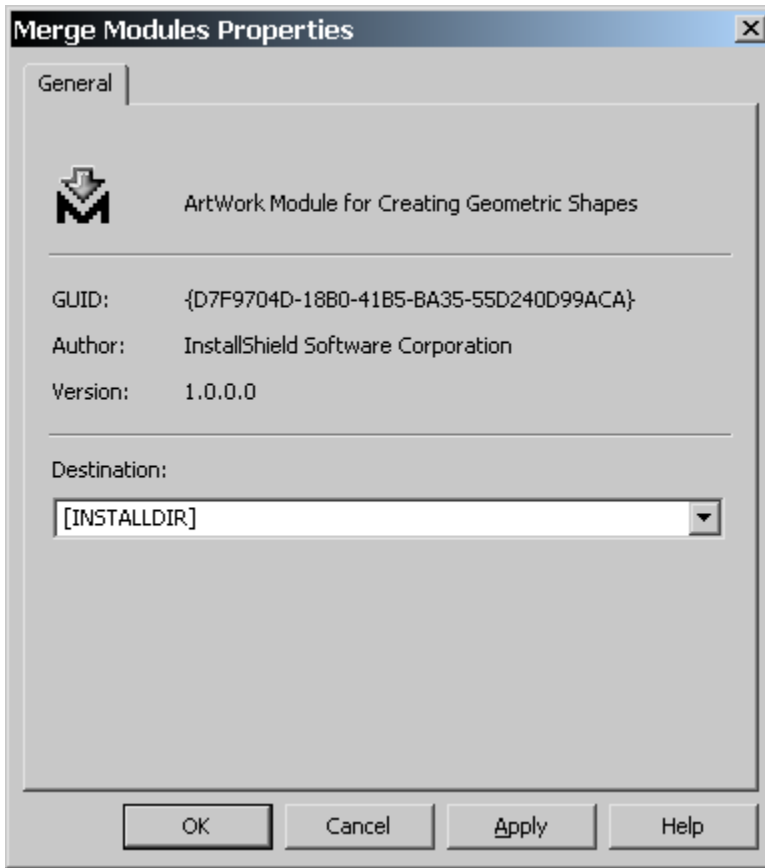 Merge Modules Properties
General
ArtWork Module for Creating Geometric Shapes
GUID: {D7F9704D-18B0-41B5-BA35-55D240D99ACA}
Author: InstallShield Software Corporation
Version: 1.0.0.0
Destination:
[INSTALLDIR]
OK Cancel Apply Help